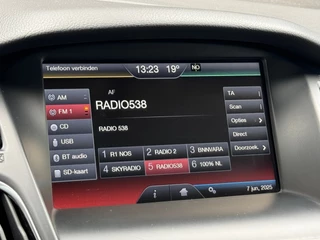 Telefoon verbinden
13:23 19° NO
AM
FM 1
CD
USB
BT audio
SD-kaart
AF
RADIO538
RADIO 538
1 R1 NOS
2 RADIO 2
3 BNNVARA
4 SKYRADIO
5 RADIO538
6 100% NL
TA
Scan
Opties
Direct
Doorzoek.
i
7 jun, 2025